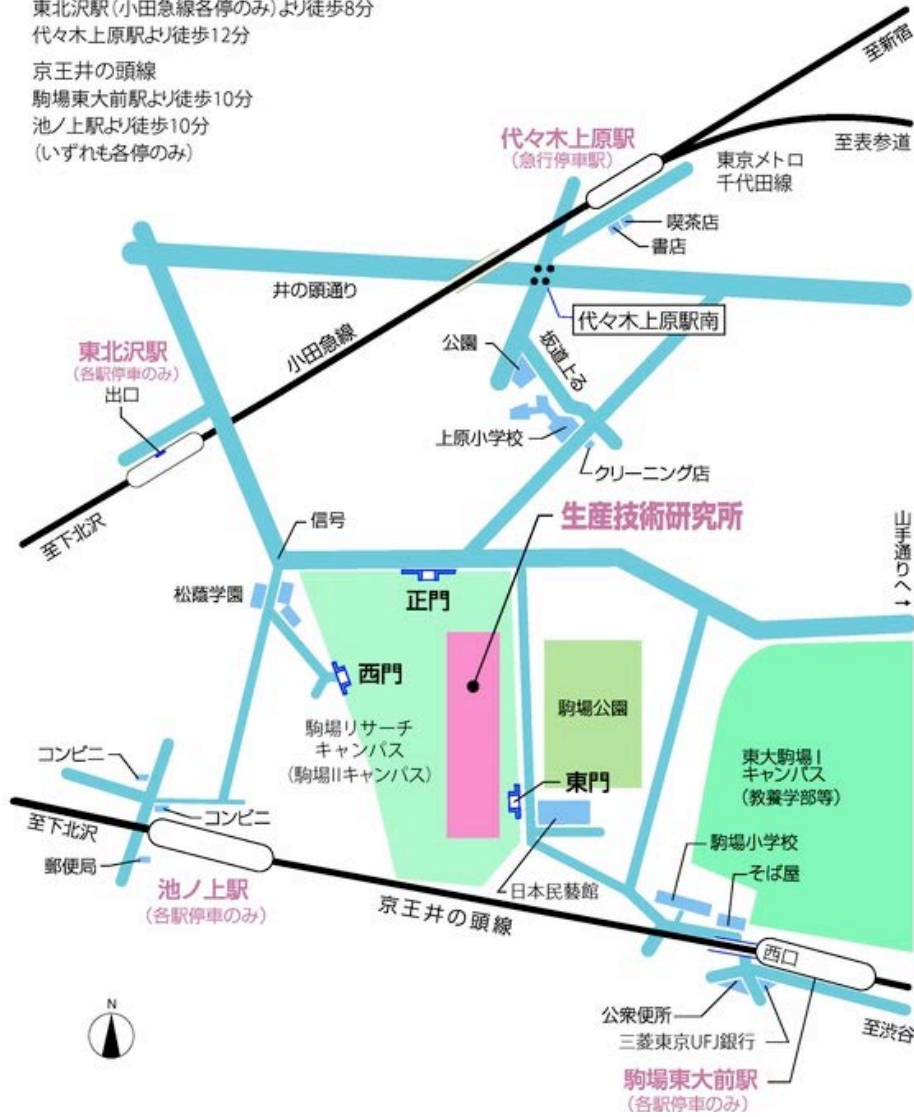 東北沢駅（小田急線各停のみ）より徒歩8分
代々木上原駅より徒歩12分
京王井の頭線
駒場東大前駅より徒歩10分
池ノ上駅より徒歩10分
（いずれも各停のみ）
至新宿
代々木上原駅
（急行停車駅）
至表参道
東京メトロ
千代田線
喫茶店
書店
井の頭通り
代々木上原駅南
小田急線
公園
坂道上る
東北沢駅
（各駅停車のみ）
出口
上原小学校
クリーニング店
至下北沢
信号
生産技術研究所
山手通りへ→
松蔭学園
正門
西門
駒場公園
駒場リサーチ
キャンパス
（駒場IIキャンパス）
東大駒場I
キャンパス
（教養学部等）
コンビニ
東門
コンビニ
至下北沢
駒場小学校
郵便局
そば屋
池ノ上駅
（各駅停車のみ）
日本民藝館
京王井の頭線
西口
N
公衆便所
三菱東京UFJ銀行
至渋谷
駒場東大前駅
（各駅停車のみ）